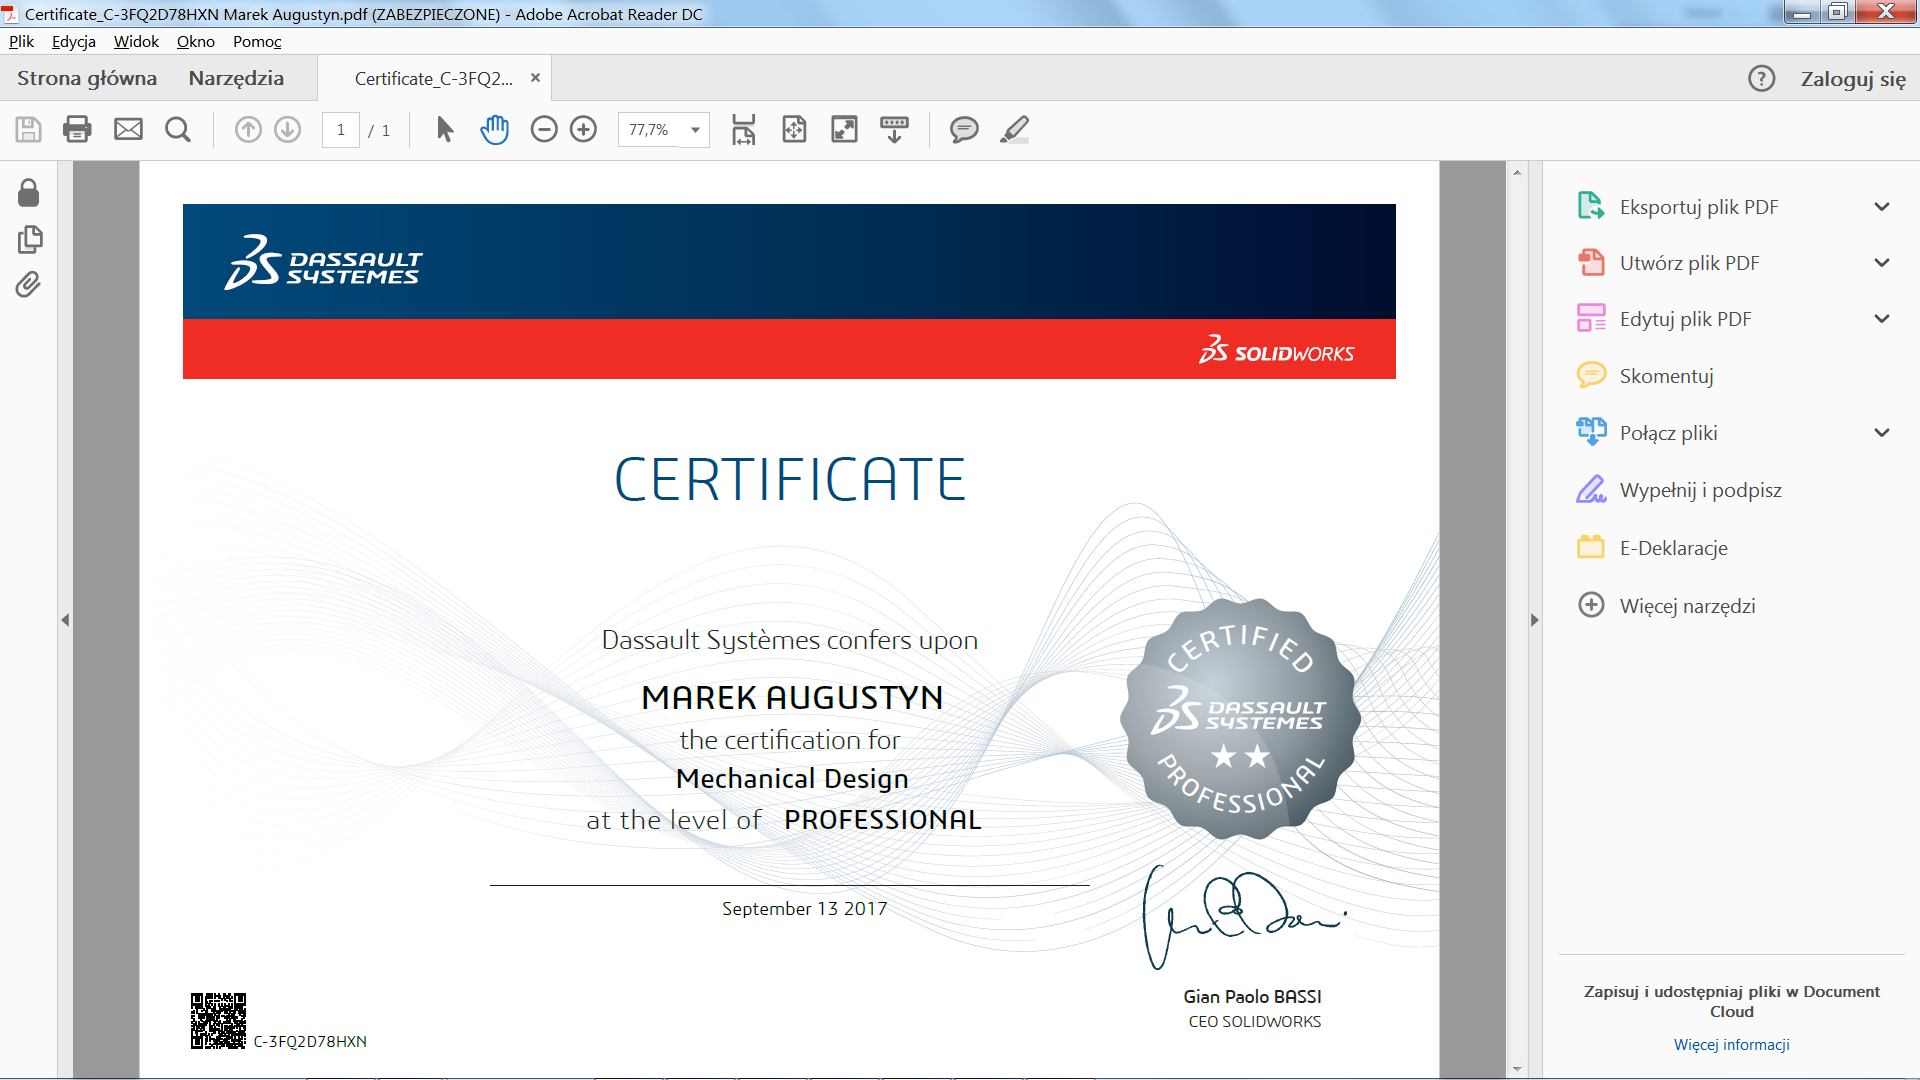 Certificate_C-3FQ2D78HXN Marek Augustyn.pdf (ZABEZPIECZONE) - Adobe Acrobat Reader DC
Plik Edycja Widok Okno Pomoc
Strona główna Narzędzia Certificate_C-3FQ2... × ? Zaloguj się
1 / 1 77,7%
DASSAULT
SYSTEMES
SOLIDWORKS
CERTIFICATE
Dassault Systèmes confers upon
MAREK AUGUSTYN
the certification for
Mechanical Design
at the level of PROFESSIONAL
September 13 2017
CERTIFIED
DASSAULT
SYSTEMES
PROFESSIONAL
Gian Paolo BASSI
CEO SOLIDWORKS
C-3FQ2D78HXN
Eksportuj plik PDF
Utwórz plik PDF
Edytuj plik PDF
Skomentuj
Połącz pliki
Wypełnij i podpisz
E-Deklaracje
Więcej narzędzi
Zapisuj i udostępniaj pliki w Document
Cloud
Więcej informacji